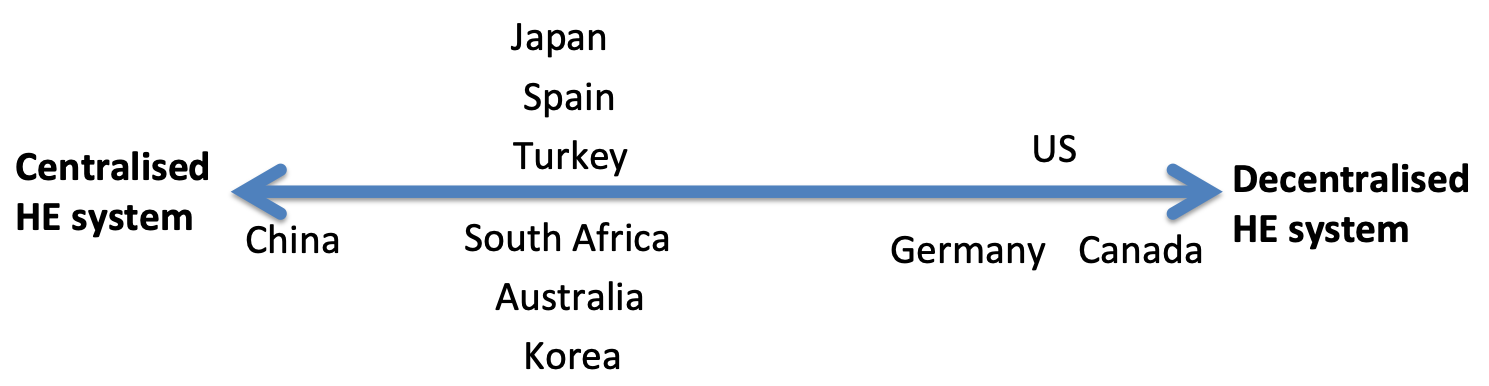 Japan
Spain
Turkey
US
Centralised
HE system
Decentralised
HE system
China
South Africa
Germany
Canada
Australia
Korea